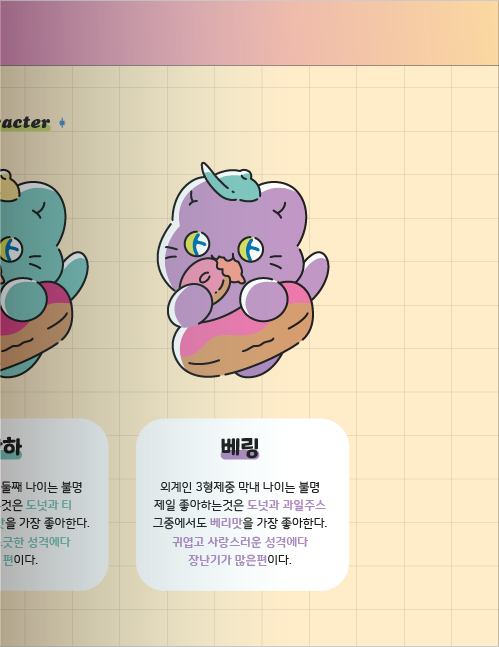 acter
하
둘째 나이는 불명
것은 도넛과 티
맛을 가장 좋아한다.
긋한 성격에다
편이다.
베링
외계인 3형제중 막내 나이는 불명
제일 좋아하는것은 도넛과 과일주스
그중에서도 베리맛을 가장 좋아한다.
귀엽고 사랑스러운 성격에다
장난기가 많은편이다.